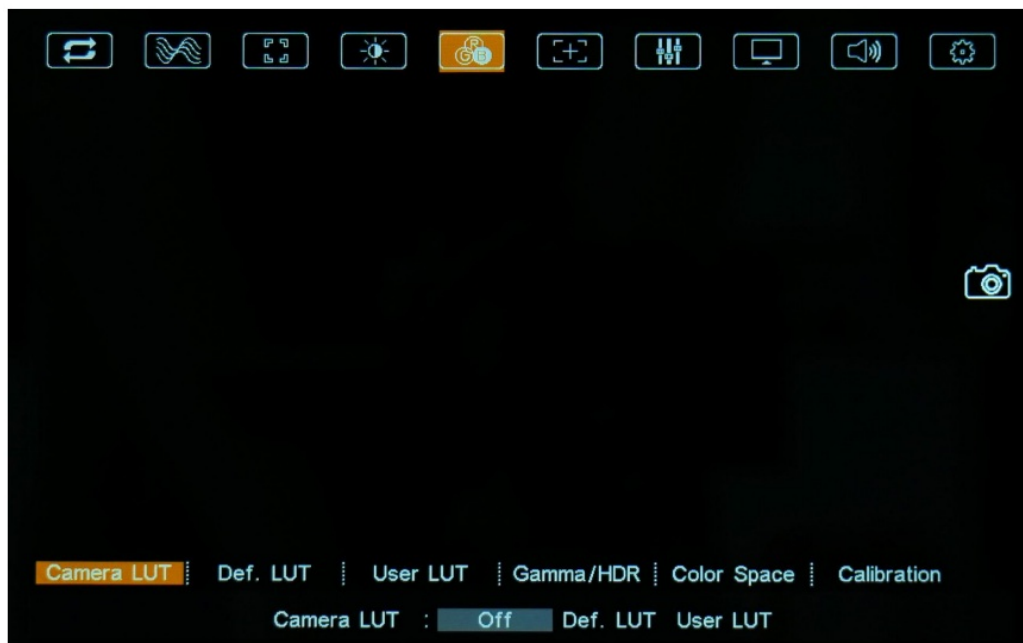 R
G B
Camera LUT Def. LUT User LUT Gamma/HDR Color Space Calibration
Camera LUT : Off Def. LUT User LUT